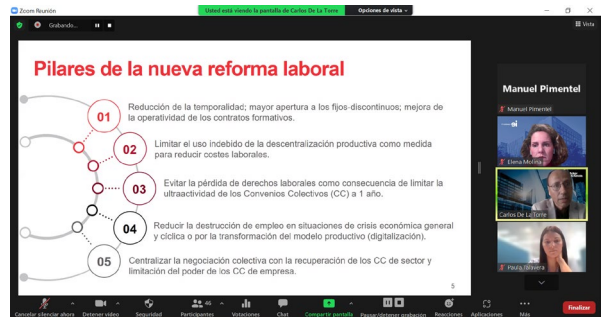 Zoom Reunión
Usted está viendo la pantalla de Carlos De La Torre
Opciones de vista
Grabando...
Vista
Pilares de la nueva reforma laboral
01
Reducción de la temporalidad; mayor apertura a los fijos-discontinuos; mejora de
la operatividad de los contratos formativos.
02
Limitar el uso indebido de la descentralización productiva como medida
para reducir costes laborales.
03
Evitar la pérdida de derechos laborales como consecuencia de limitar la
ultraactividad de los Convenios Colectivos (CC) a 1 año.
04
Reducir la destrucción de empleo en situaciones de crisis económica general
y cíclica o por la transformación del modelo productivo (digitalización).
05
Centralizar la negociación colectiva con la recuperación de los CC de sector y
limitación del poder de los CC de empresa.
5
Manuel Pimentel
Manuel Pimentel
Elena Molina
Carlos De La Torre
Paula Talavera
Cancelar silenciar ahora
Detener video
Seguridad
46
Participantes
Votaciones
Chat
Compartir pantalla
Pausar/detener grabación
Reacciones
Aplicaciones
Más
Finalizar